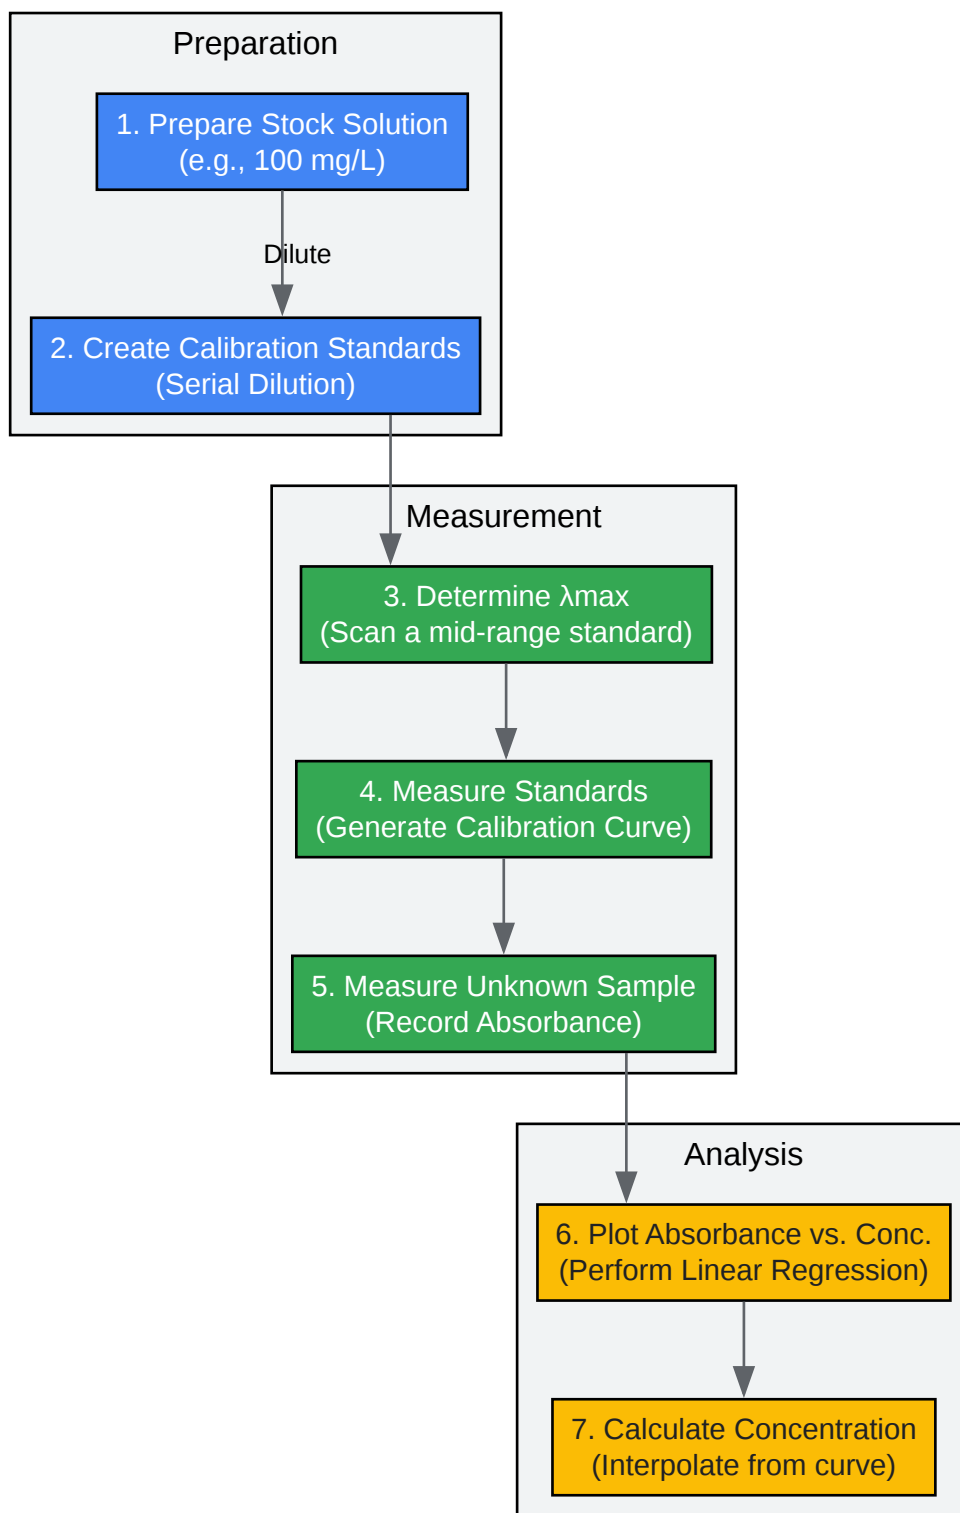 Preparation
1. Prepare Stock Solution
(e.g., 100 mg/L)
Dilute
2. Create Calibration Standards
(Serial Dilution)
Measurement
3. Determine λmax
(Scan a mid-range standard)
4. Measure Standards
(Generate Calibration Curve)
5. Measure Unknown Sample
(Record Absorbance)
Analysis
6. Plot Absorbance vs. Conc.
(Perform Linear Regression)
7. Calculate Concentration
(Interpolate from curve)